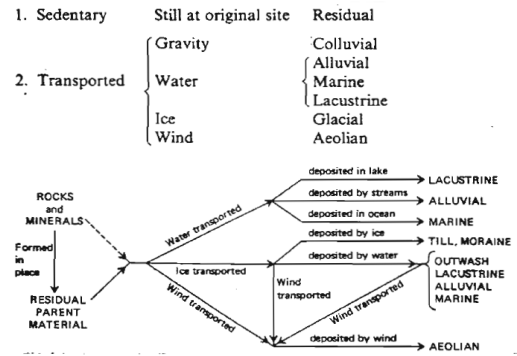 1. Sedentary Still at original site Residual
Gravity Colluvial
Alluvial
2. Transported Water Marine
Lacustrine
Ice Glacial
Wind Aeolian
deposited in lake
LACUSTRINE
ROCKS
and
MINERALS
Water transported
deposited by streams
ALLUVIAL
deposited in ocean
MARINE
Formed
in
place
deposited by ice
TILL, MORAINE
Ice transported
deposited by water
OUTWASH
LACUSTRINE
ALLUVIAL
MARINE
Wind
transported
Wind transported
Wind transported
RESIDUAL
PARENT
MATERIAL
deposited by wind
AEOLIAN